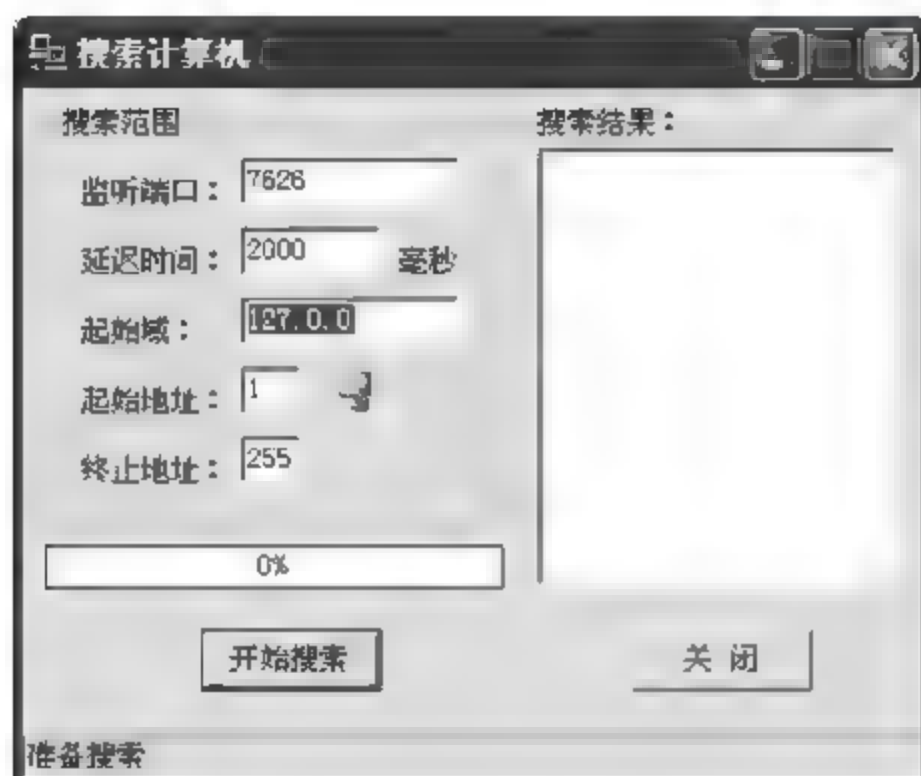 搜索计算机
搜索范围
监听端口：7626
延迟时间：2000 毫秒
起始域：127.0.0
起始地址：1
终止地址：255
0%
开始搜索
搜索结果：
关 闭
准备搜索